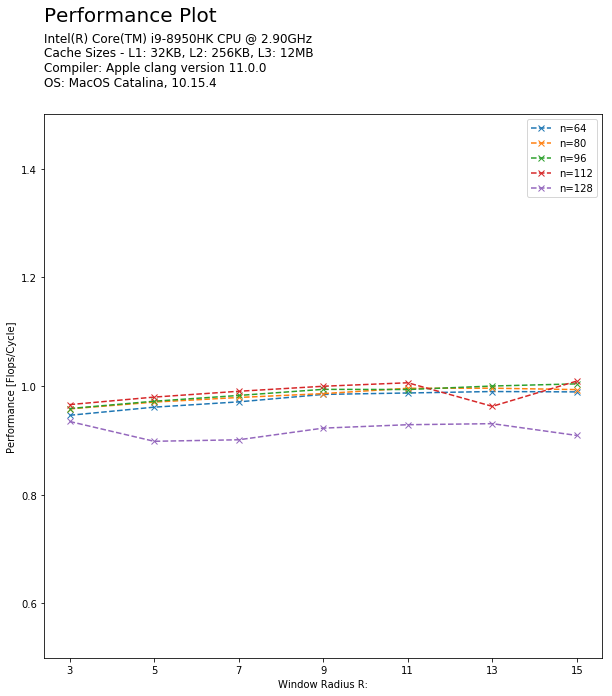 Performance Plot
Intel(R) Core(TM) i9-8950HK CPU @ 2.90GHz
Cache Sizes - L1: 32KB, L2: 256KB, L3: 12MB
Compiler: Apple clang version 11.0.0
OS: MacOS Catalina, 10.15.4
n=64
n=80
n=96
n=112
n=128
1.4
1.2
1.0
0.8
0.6
Performance [Flops/Cycle]
3 5 7 9 11 13 15
Window Radius R: